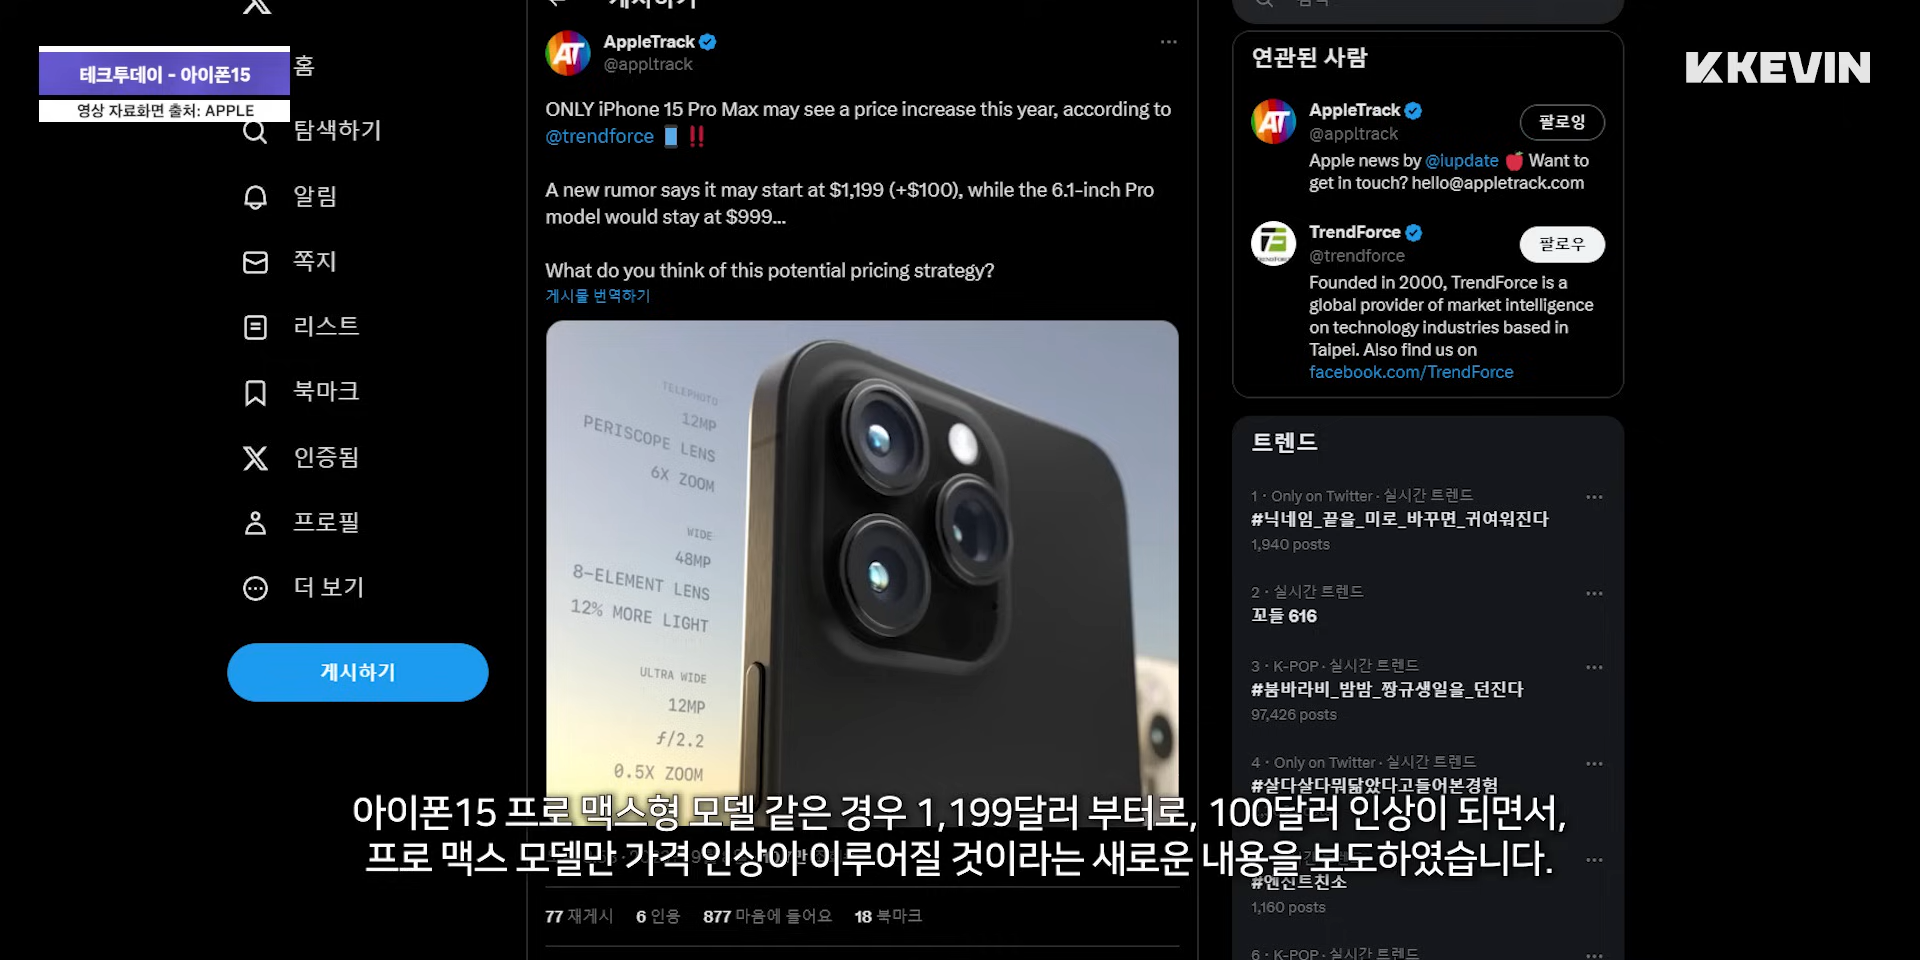 테크투데이 - 아이폰15
영상 자료화면 출처: APPLE
홈
탐색하기
알림
쪽지
리스트
북마크
인증됨
프로필
더 보기
게시하기
게시하기
AppleTrack
@appltrack
ONLY iPhone 15 Pro Max may see a price increase this year, according to
@trendforce 📱 ‼️
A new rumor says it may start at $1,199 (+$100), while the 6.1-inch Pro
model would stay at $999...
What do you think of this potential pricing strategy?
게시물 번역하기
TELEPHOTO
12MP
PERISCOPE LENS
6X ZOOM
WIDE
48MP
8-ELEMENT LENS
12% MORE LIGHT
ULTRA WIDE
12MP
ƒ/2.2
0.5X ZOOM
아이폰15 프로 맥스형 모델 같은 경우 1,199달러 부터로, 100달러 인상이 되면서,
프로 맥스 모델만 가격 인상이 이루어질 것이라는 새로운 내용을 보도하였습니다.
77 재게시 6 인용 877 마음에 들어요 18 북마크
검색
KKEVIN
연관된 사람
AppleTrack
@appltrack
팔로잉
Apple news by @iupdate 🍎 Want to
get in touch? hello@appletrack.com
TrendForce
@trendforce
팔로우
TRENDFORCE
Founded in 2000, TrendForce is a
global provider of market intelligence
on technology industries based in
Taipei. Also find us on
facebook.com/TrendForce
트렌드
1 · Only on Twitter · 실시간 트렌드
#닉네임_끝을_미로_바꾸면_귀여워진다
1,940 posts
2 · 실시간 트렌드
꼬들 616
3 · K-POP · 실시간 트렌드
#붐바라비_밤밤_짱규생일을_던진다
97,426 posts
4 · Only on Twitter · 실시간 트렌드
#살다살다뭐닮았다고들어본경험
#엔신트친소
1,160 posts
6 · K-POP · 실시간 트렌드